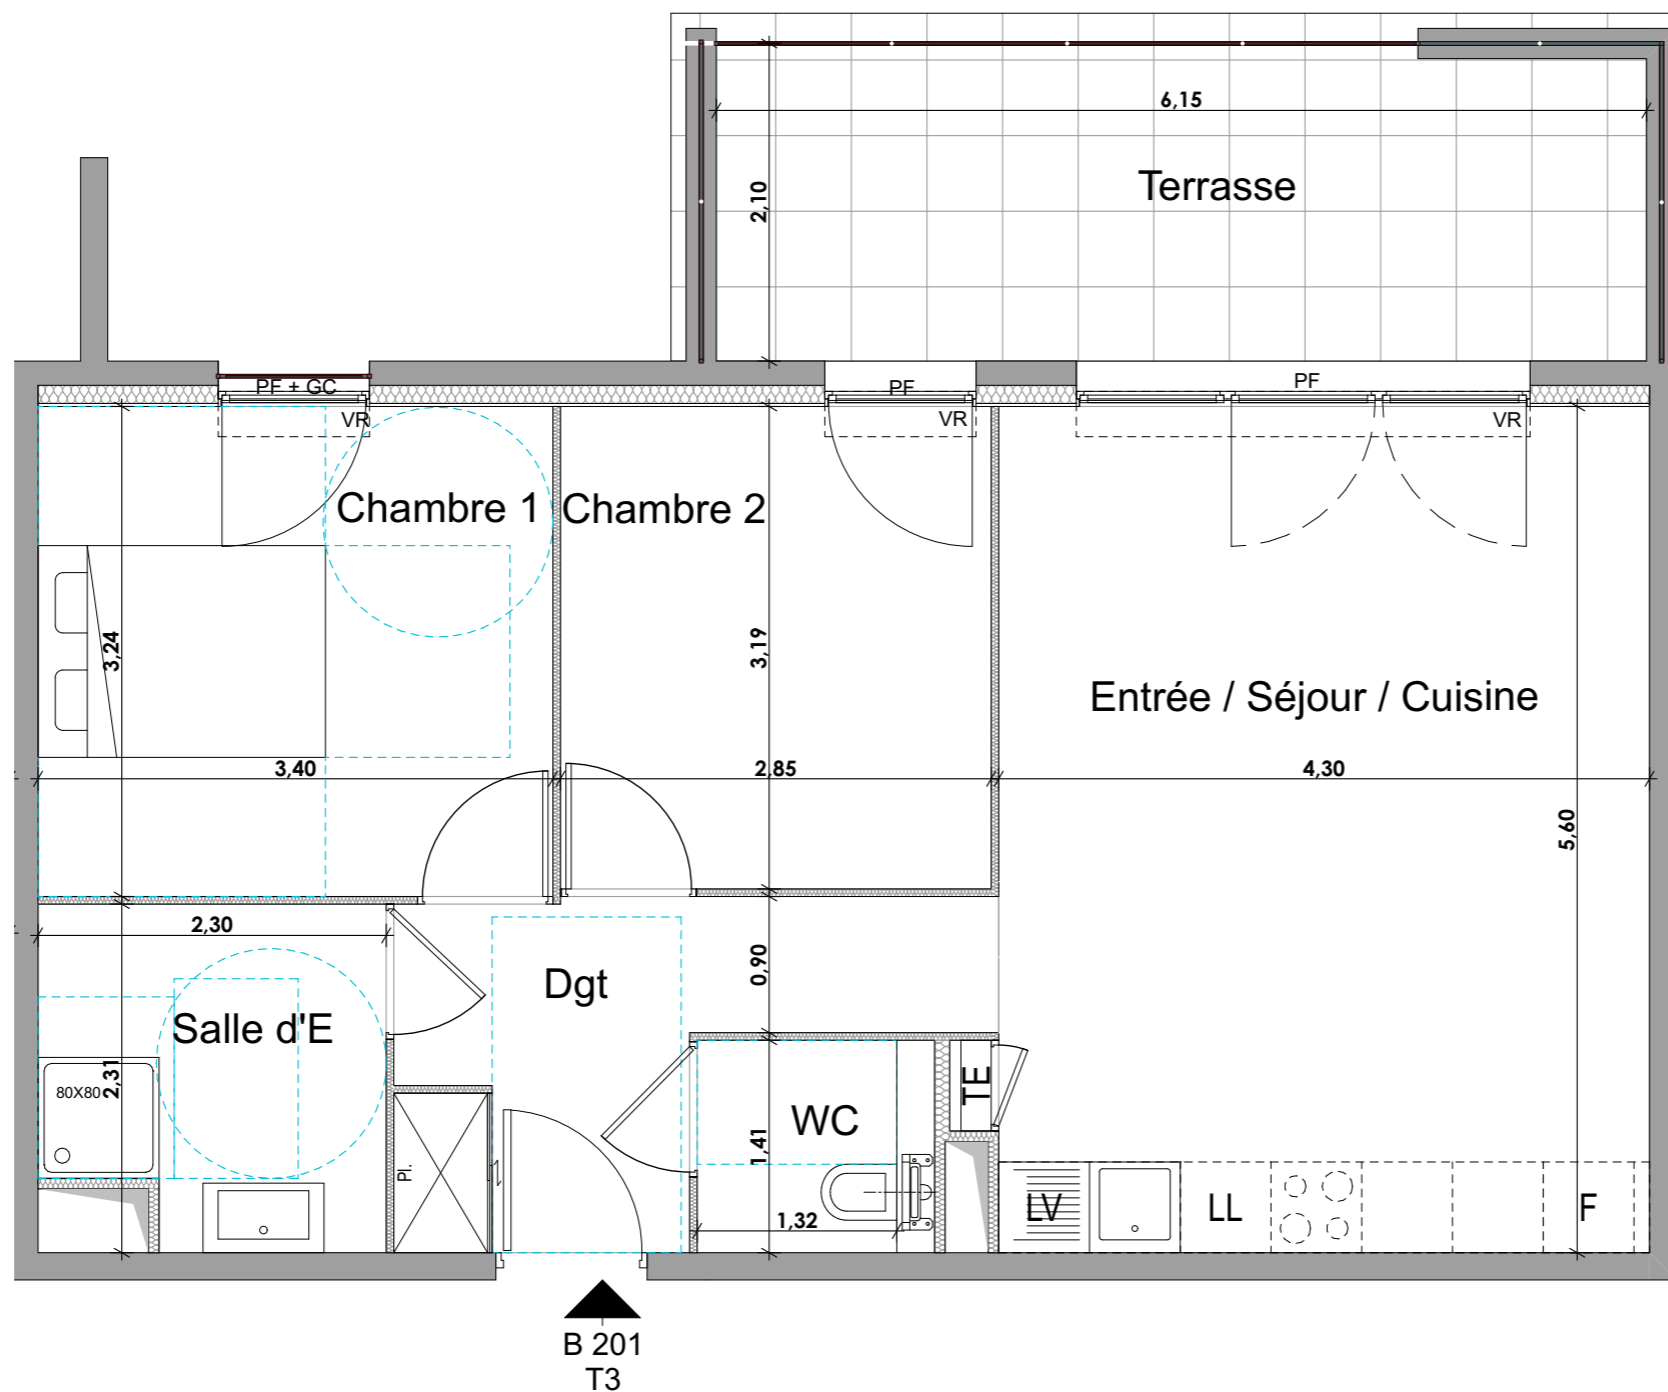 6,15
Terrasse
2,10
PF + GC
PF
PF
VR
VR
VR
Chambre 1
Chambre 2
3,24
3,19
Entrée / Séjour / Cuisine
3,40
2,85
4,30
5,60
2,30
0,90
Dgt
Salle d'E
80X80
2,31
TE
WC
1,41
Pl.
1,32
LV
LL
F
B 201
T3